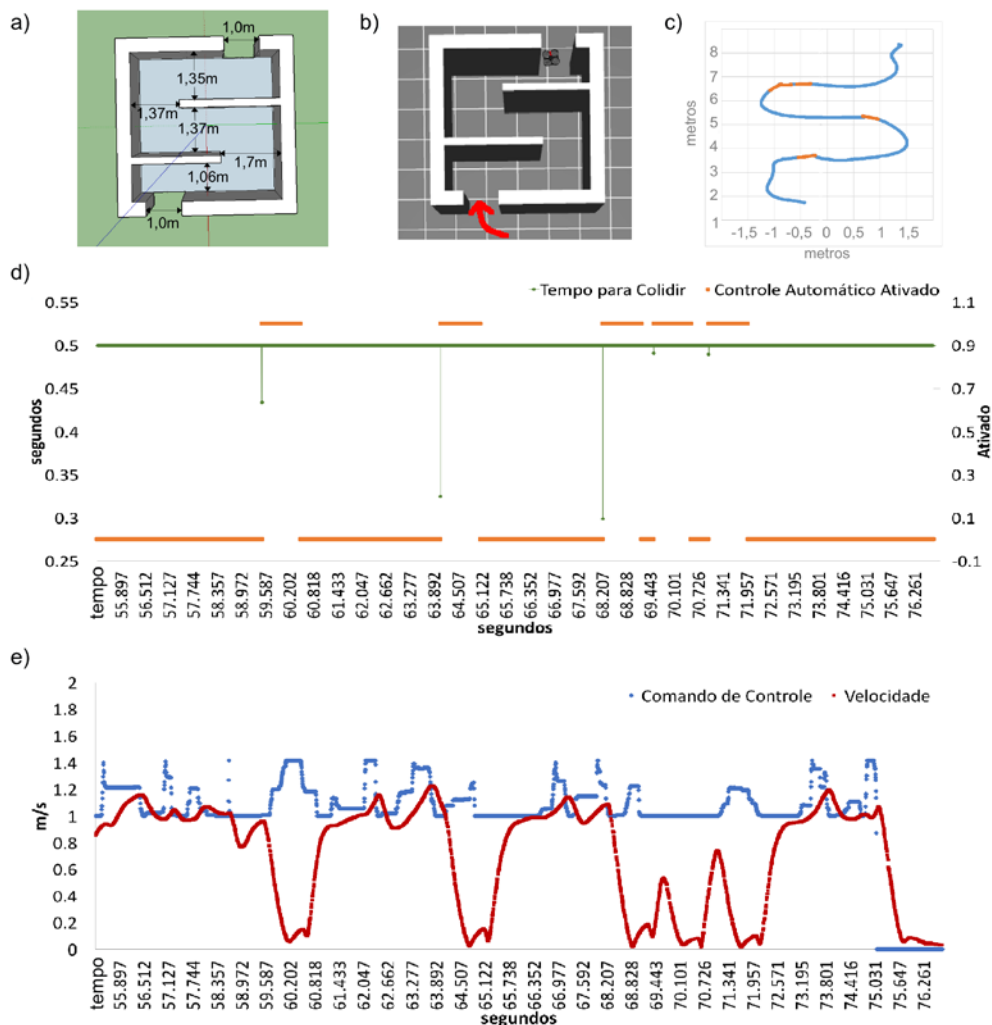 a)
1,0m
1,35m
1,37m
1,37m
1,7m
1,06m
1,0m
b)
c)
8
7
6
5
4
3
2
1
metros
-1,5 -1 -0,5 0 0,5 1 1,5
metros
d)
Tempo para Colidir Controle Automático Ativado
0.55
0.5
0.45
0.4
0.35
0.3
0.25
segundos
1.1
0.9
0.7
0.5
0.3
0.1
-0.1
Ativado
tempo 55.897 56.512 57.127 57.744 58.357 58.972 59.587 60.202 60.818 61.433 62.047 62.662 63.277 63.892 64.507 65.122 65.738 66.352 66.977 67.592 68.207 68.828 69.443 70.101 70.726 71.341 71.957 72.571 73.195 73.801 74.416 75.031 75.647 76.261
segundos
e)
Comando de Controle Velocidade
2
1.8
1.6
1.4
1.2
1
0.8
0.6
0.4
0.2
0
m/s
tempo 55.897 56.512 57.127 57.744 58.357 58.972 59.587 60.202 60.818 61.433 62.047 62.662 63.277 63.892 64.507 65.122 65.738 66.352 66.977 67.592 68.207 68.828 69.443 70.101 70.726 71.341 71.957 72.571 73.195 73.801 74.416 75.031 75.647 76.261
segundos